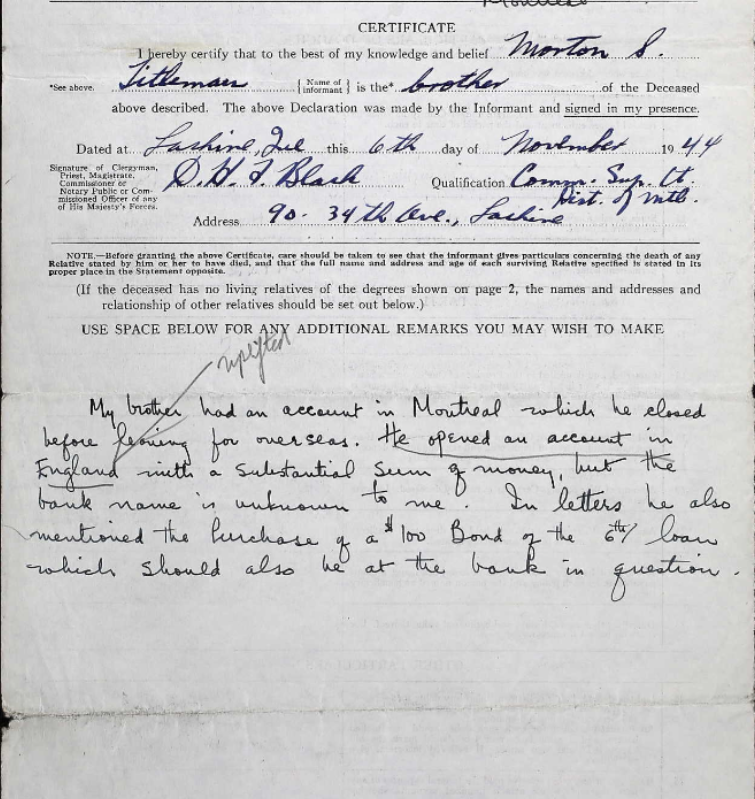 CERTIFICATE
I hereby certify that to the best of my knowledge and belief Morton S.
*See above. Titleman { Name of informant } is the* brother of the Deceased
above described. The above Declaration was made by the Informant and signed in my presence.
Dated at Lachine, Que this 6th day of November 1944
Signature of Clergyman,
Priest, Magistrate,
Commissioner or
Notary Public or Com-
missioned Officer of any
of His Majesty's Forces.
D. H. F. Black Qualification Comm. Sup. Ct
Dist. of Mtl.
Address 90. 34th Ave., Lachine
NOTE.—Before granting the above Certificate, care should be taken to see that the informant gives particulars concerning the death of any
Relative stated by him or her to have died, and that the full name and address and age of each surviving Relative specified is stated in its
proper place in the Statement opposite.
(If the deceased has no living relatives of the degrees shown on page 2, the names and addresses and
relationship of other relatives should be set out below.)
USE SPACE BELOW FOR ANY ADDITIONAL REMARKS YOU MAY WISH TO MAKE
uplifted
My brother had an account in Montreal which he closed
before leaving for overseas. He opened an account in
England with a substantial sum of money, but the
bank name is unknown to me. In letters he also
mentioned the purchase of a $100 Bond of the 6th loan
which should also be at the bank in question.